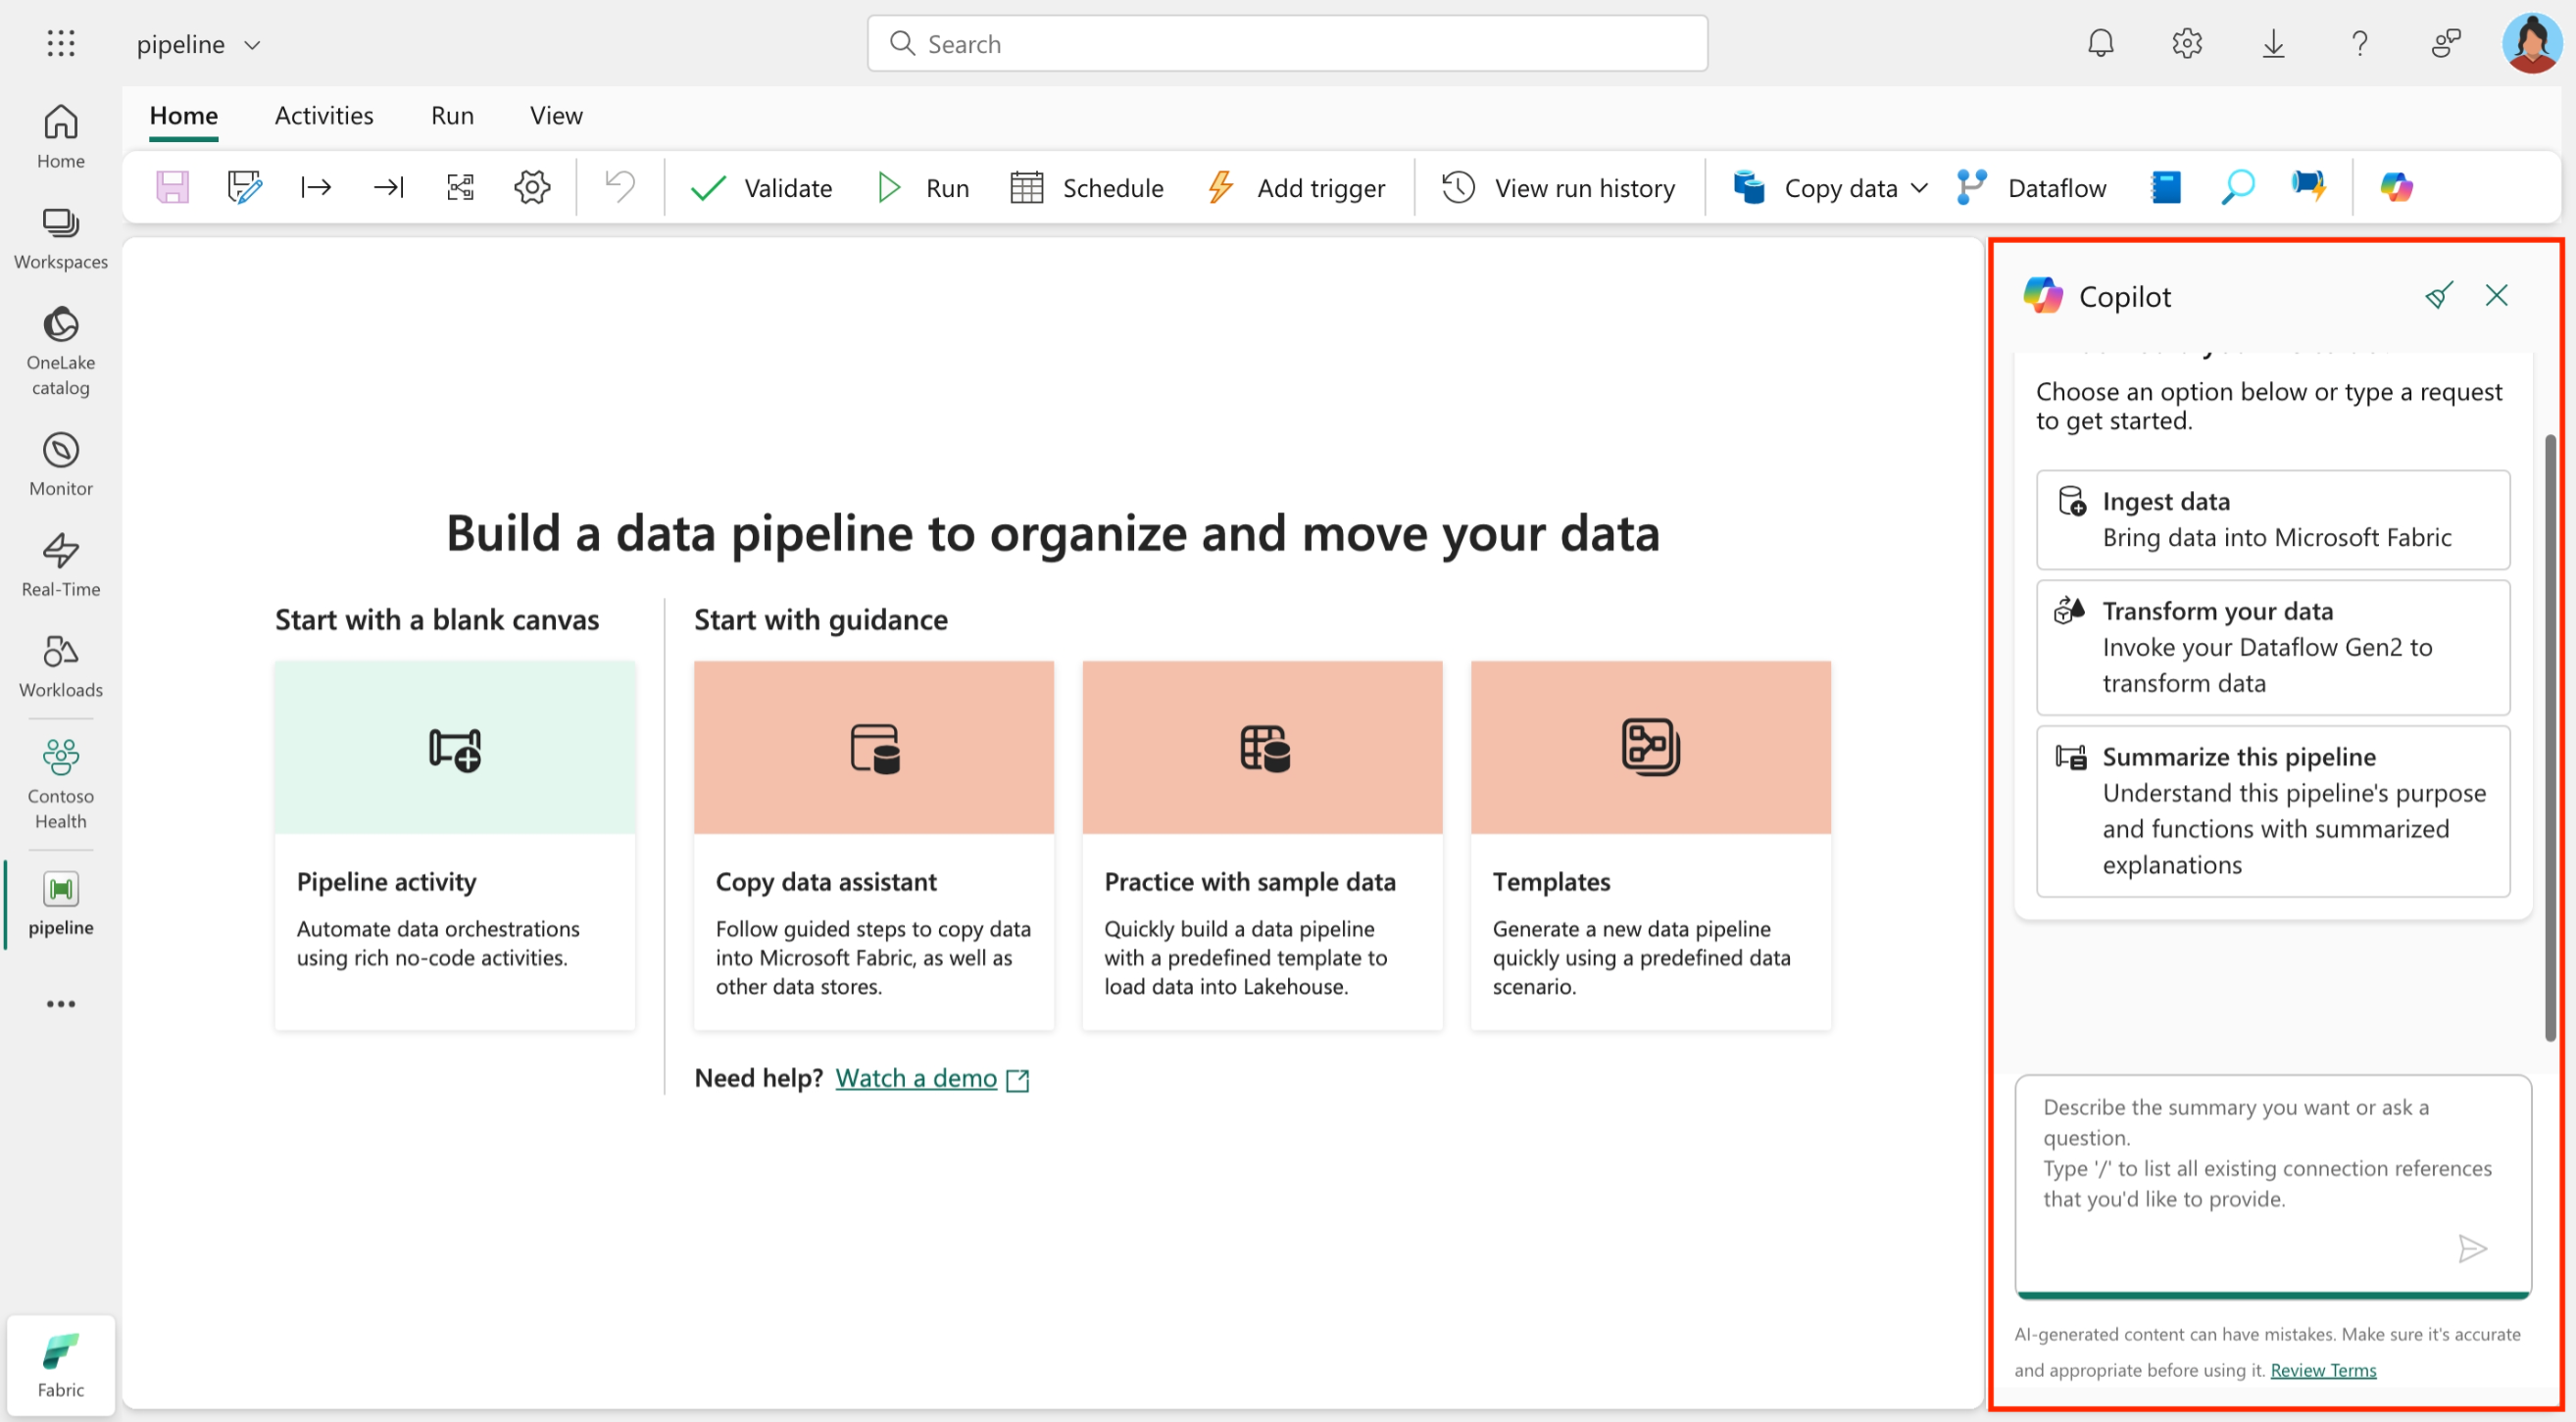 pipeline
Search
Home
Activities
Run
View
Validate
Run
Schedule
Add trigger
View run history
Copy data
Dataflow
Home
Workspaces
OneLake
catalog
Monitor
Real-Time
Workloads
Contoso
Health
pipeline
Fabric
Build a data pipeline to organize and move your data
Start with a blank canvas
Pipeline activity
Automate data orchestrations
using rich no-code activities.
Start with guidance
Copy data assistant
Follow guided steps to copy data
into Microsoft Fabric, as well as
other data stores.
Practice with sample data
Quickly build a data pipeline
with a predefined template to
load data into Lakehouse.
Templates
Generate a new data pipeline
quickly using a predefined data
scenario.
Need help? Watch a demo
Copilot
Choose an option below or type a request
to get started.
Ingest data
Bring data into Microsoft Fabric
Transform your data
Invoke your Dataflow Gen2 to
transform data
Summarize this pipeline
Understand this pipeline's purpose
and functions with summarized
explanations
Describe the summary you want or ask a
question.
Type '/' to list all existing connection references
that you'd like to provide.
AI-generated content can have mistakes. Make sure it's accurate
and appropriate before using it. Review Terms